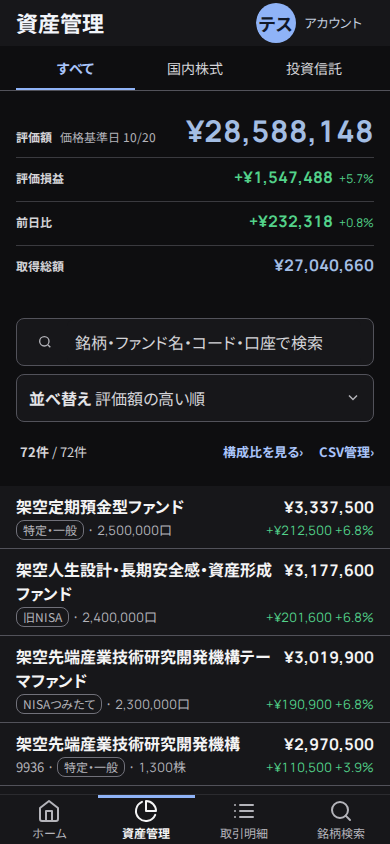 資産管理
テス アカウント
すべて 国内株式 投資信託
評価額 価格基準日 10/20 ¥28,588,148
評価損益 +¥1,547,488 +5.7%
前日比 +¥232,318 +0.8%
取得総額 ¥27,040,660
銘柄・ファンド名・コード・口座で検索
並べ替え 評価額の高い順
72件 / 72件 構成比を見る› CSV管理›
架空定期預金型ファンド ¥3,337,500
特定・一般 · 2,500,000口 +¥212,500 +6.8%
架空人生設計・長期安全感・資産形成 ¥3,177,600
ファンド
旧NISA · 2,400,000口 +¥201,600 +6.8%
架空先端産業技術研究開発機構テー ¥3,019,900
マファンド
NISAつみたて · 2,300,000口 +¥190,900 +6.8%
架空先端産業技術研究開発機構 ¥2,970,500
9936 · 特定・一般 · 1,300株 +¥110,500 +3.9%
ホーム 資産管理 取引明細 銘柄検索